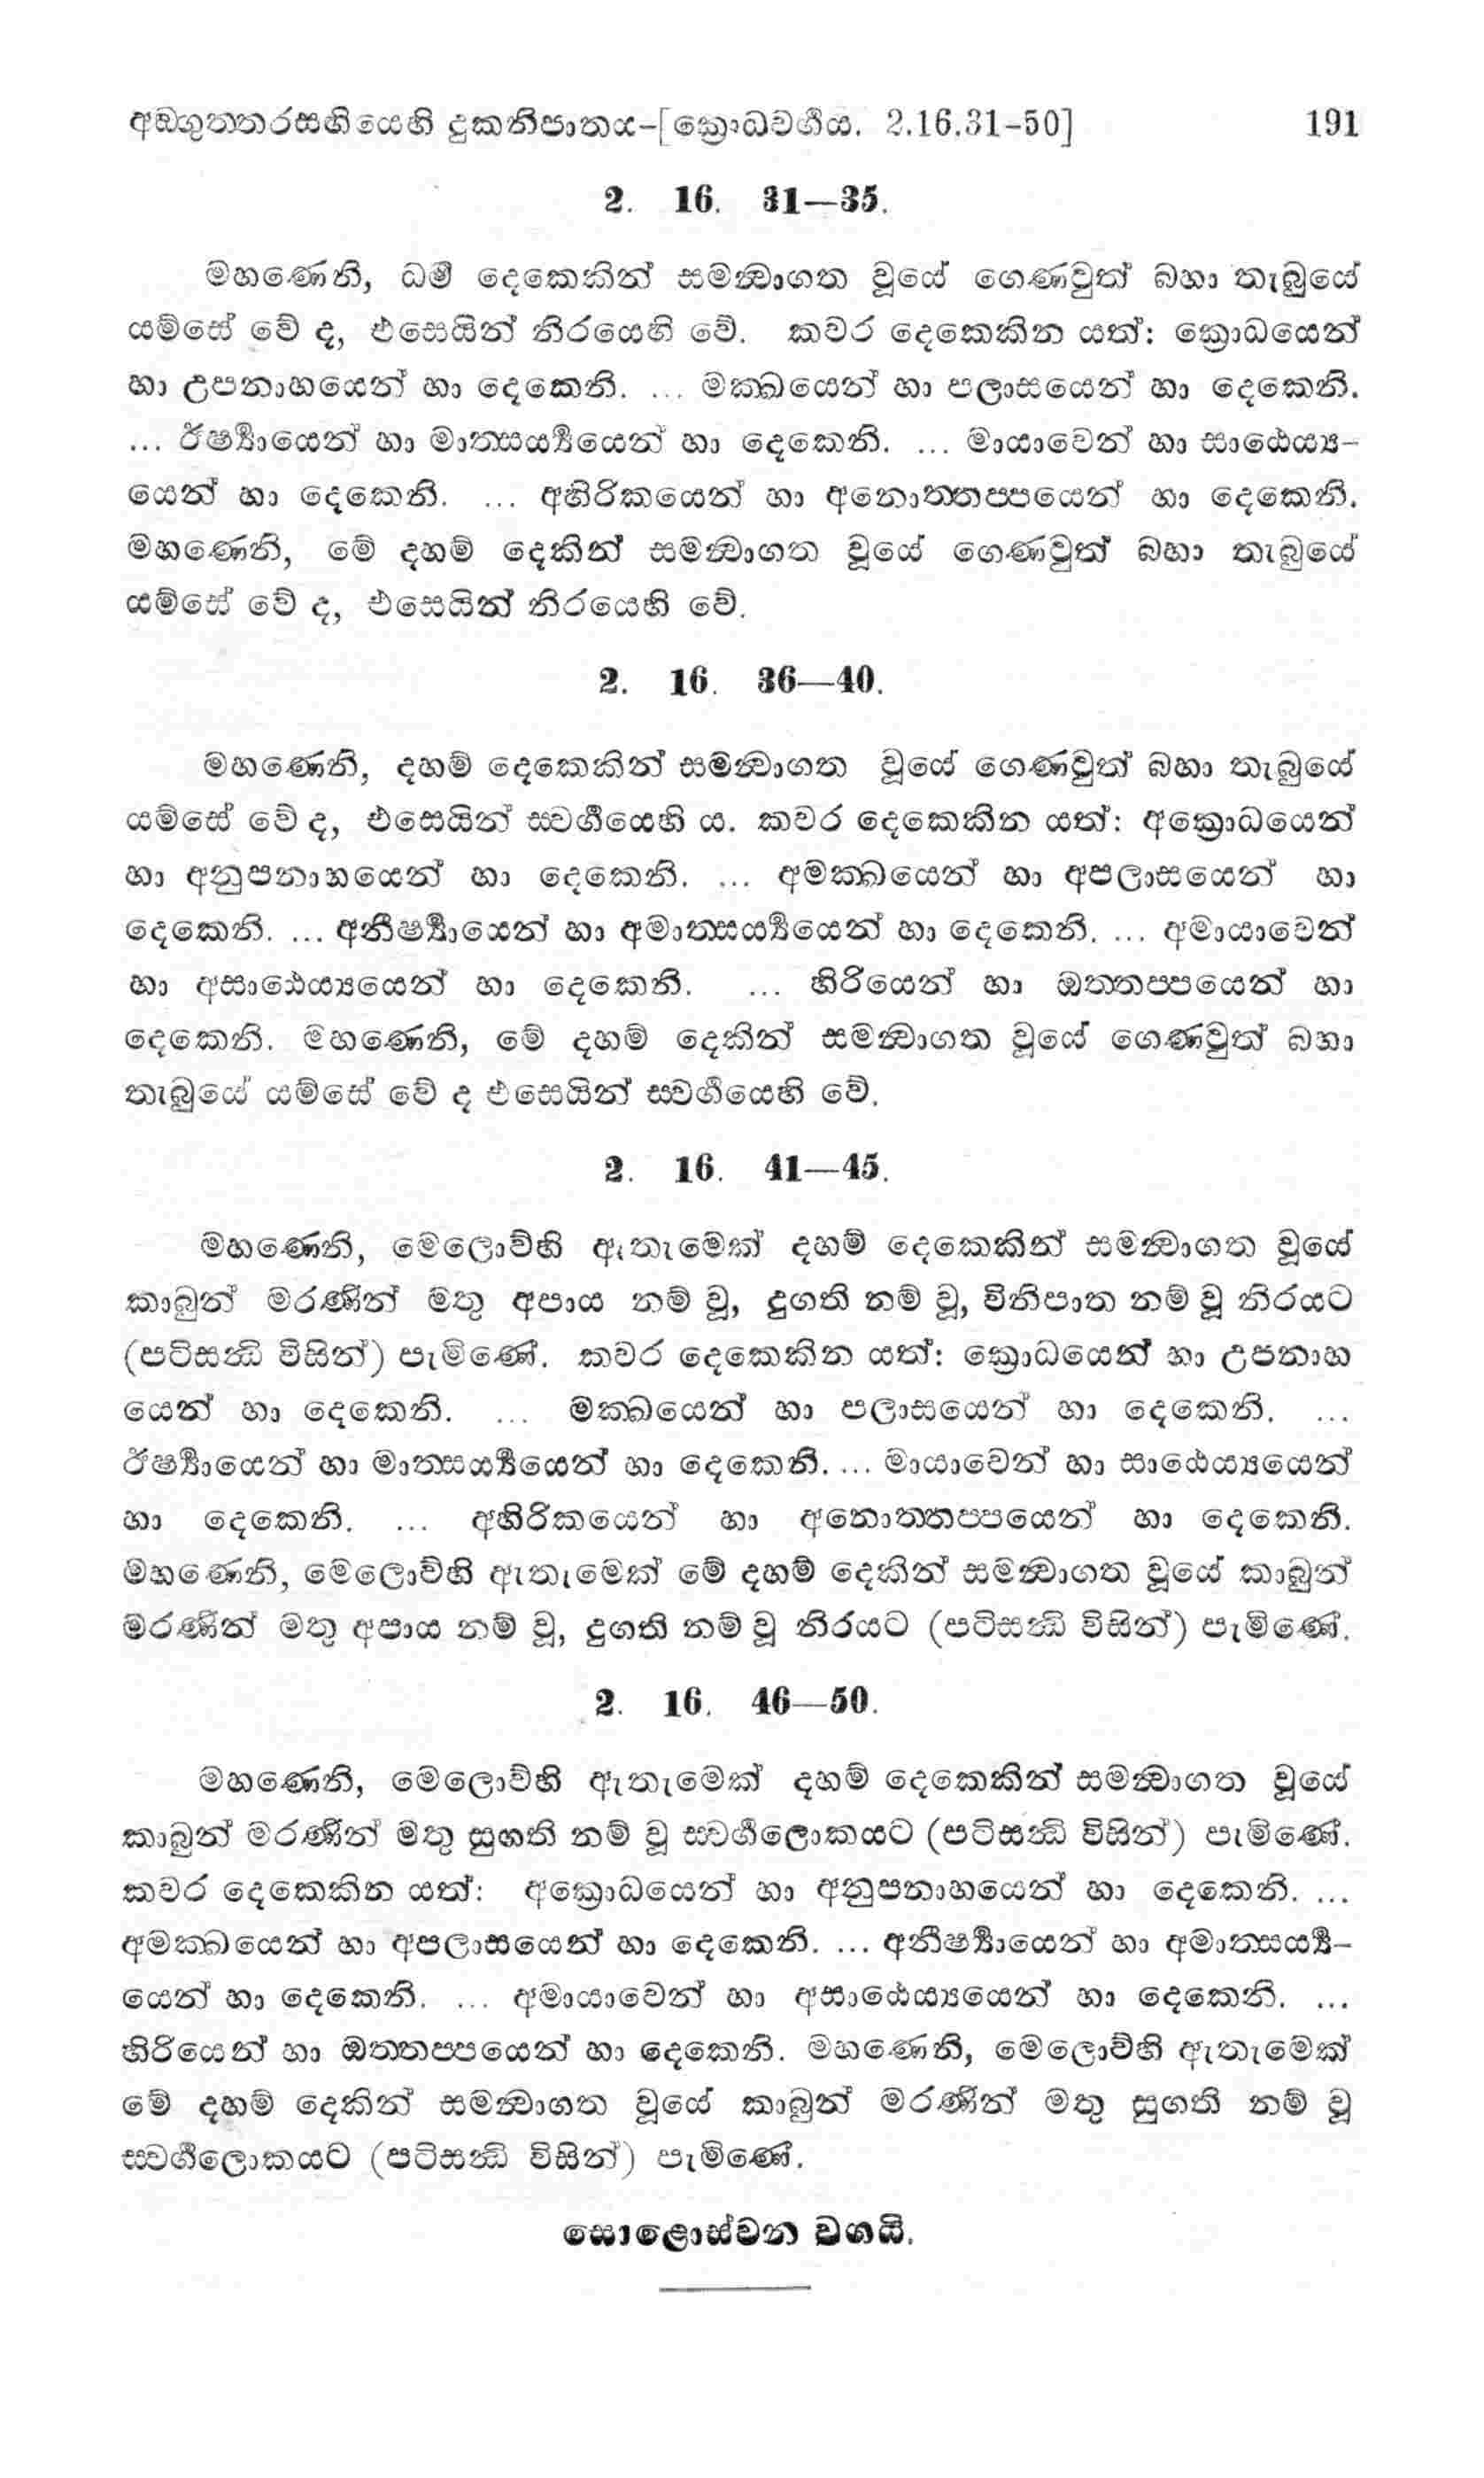 අඞ්ගුත්තරසඟියෙහි දුකනිපාතය-[ක්‍රොධවර්ගය. 2.16.31-50] 191
2. 16. 31—35.
මහණෙනි, ධර්ම දෙකෙකින් සමන්වාගත වූයේ ගෙණවුත් බහා තැබුයේ
යම්සේ වේ ද, එසෙයින් නිරයෙහි වේ. කවර දෙකෙකින යත්: ක්‍රොධයෙන්
හා උපනාහයෙන් හා දෙකෙනි. ... මක්ඛයෙන් හා පලාසයෙන් හා දෙකෙනි.
... ඊර්ෂ්‍යායෙන් හා මාත්සර්‍ය්‍යයෙන් හා දෙකෙනි. ... මායාවෙන් හා සාඨෙය්‍ය-
යෙන් හා දෙකෙනි. ... අහිරිකයෙන් හා අනොත්තප්පයෙන් හා දෙකෙනි.
මහණෙනි, මේ දහම් දෙකින් සමන්වාගත වූයේ ගෙණවුත් බහා තැබුයේ
යම්සේ වේ ද, එසෙයින් නිරයෙහි වේ.
2. 16. 36—40.
මහණෙනි, දහම් දෙකෙකින් සමන්වාගත වූයේ ගෙණවුත් බහා තැබුයේ
යම්සේ වේ ද, එසෙයින් ස්වර්ගයෙහි ය. කවර දෙකෙකින යත්: අක්‍රොධයෙන්
හා අනුපනාහයෙන් හා දෙකෙනි. ... අමක්ඛයෙන් හා අපලාසයෙන් හා
දෙකෙනි. ... අනීර්ෂ්‍යායෙන් හා අමාත්සර්‍ය්‍යයෙන් හා දෙකෙනි. ... අමායාවෙන්
හා අසාඨෙය්‍යයෙන් හා දෙකෙනි. ... හිරියෙන් හා ඔත්තප්පයෙන් හා
දෙකෙනි. මහණෙනි, මේ දහම් දෙකින් සමන්වාගත වූයේ ගෙණවුත් බහා
තැබුයේ යම්සේ වේ ද එසෙයින් ස්වර්ගයෙහි වේ.
2. 16. 41—45.
මහණෙනි, මෙලොව්හි ඇතැමෙක් දහම් දෙකෙකින් සමන්වාගත වූයේ
කාබුන් මරණින් මතු අපාය නම් වූ, දුගති නම් වූ, විනිපාත නම් වූ නිරයට
(පටිසන්ධි විසින්) පැමිණේ. කවර දෙකෙකින යත්: ක්‍රොධයෙන් හා උපනාහ
යෙන් හා දෙකෙනි. ... මක්ඛයෙන් හා පලාසයෙන් හා දෙකෙනි. ...
ඊර්ෂ්‍යායෙන් හා මාත්සර්‍ය්‍යයෙන් හා දෙකෙනි. ... මායාවෙන් හා සාඨෙය්‍යයෙන්
හා දෙකෙනි. ... අහිරිකයෙන් හා අනොත්තප්පයෙන් හා දෙකෙනි.
මහණෙනි, මෙලොව්හි ඇතැමෙක් මේ දහම් දෙකින් සමන්වාගත වූයේ කාබුන්
මරණින් මතු අපාය නම් වූ, දුගති නම් වූ නිරයට (පටිසන්ධි විසින්) පැමිණේ.
2. 16. 46—50.
මහණෙනි, මෙලොව්හි ඇතැමෙක් දහම් දෙකෙකින් සමන්වාගත වූයේ
කාබුන් මරණින් මතු සුගති නම් වූ ස්වර්ගලොකයට (පටිසන්ධි විසින්) පැමිණේ.
කවර දෙකෙකින යත්: අක්‍රොධයෙන් හා අනුපනාහයෙන් හා දෙකෙනි. ...
අමක්ඛයෙන් හා අපලාසයෙන් හා දෙකෙනි. ... අනීර්ෂ්‍යායෙන් හා අමාත්සර්‍ය්‍ය-
යෙන් හා දෙකෙනි. ... අමායාවෙන් හා අසාඨෙය්‍යයෙන් හා දෙකෙනි. ...
හිරියෙන් හා ඔත්තප්පයෙන් හා දෙකෙනි. මහණෙනි, මෙලොව්හි ඇතැමෙක්
මේ දහම් දෙකින් සමන්වාගත වූයේ කාබුන් මරණින් මතු සුගති නම් වූ
ස්වර්ගලොකයට (පටිසන්ධි විසින්) පැමිණේ.
සොළොස්වන වගයි.